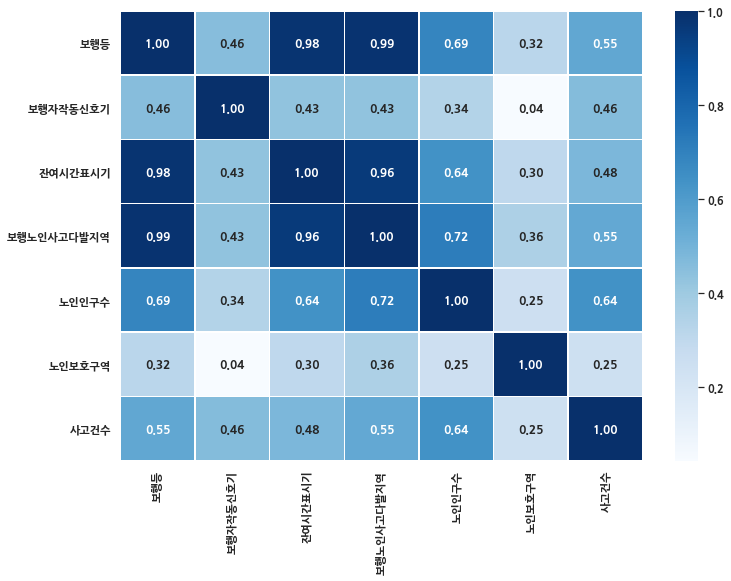 보행등 1.00 0.46 0.98 0.99 0.69 0.32 0.55
보행자작동신호기 0.46 1.00 0.43 0.43 0.34 0.04 0.46
잔여시간표시기 0.98 0.43 1.00 0.96 0.64 0.30 0.48
보행노인사고다발지역 0.99 0.43 0.96 1.00 0.72 0.36 0.55
노인인구수 0.69 0.34 0.64 0.72 1.00 0.25 0.64
노인보호구역 0.32 0.04 0.30 0.36 0.25 1.00 0.25
사고건수 0.55 0.46 0.48 0.55 0.64 0.25 1.00
보행등
보행자작동신호기
잔여시간표시기
보행노인사고다발지역
노인인구수
노인보호구역
사고건수
1.0
0.8
0.6
0.4
0.2